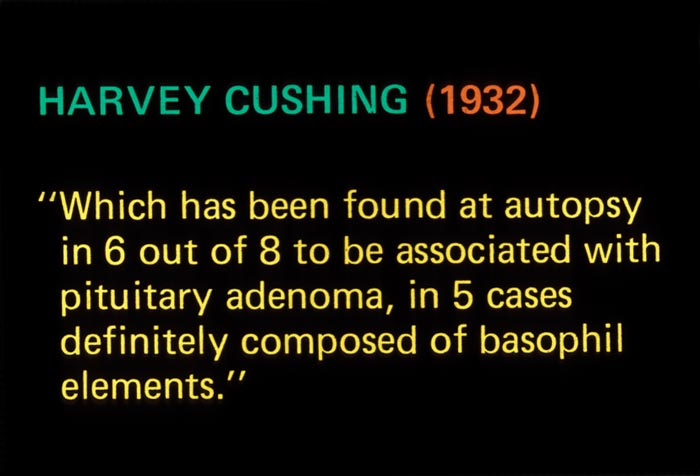 HARVEY CUSHING (1932)
''Which has been found at autopsy
in 6 out of 8 to be associated with
pituitary adenoma, in 5 cases
definitely composed of basophil
elements.''